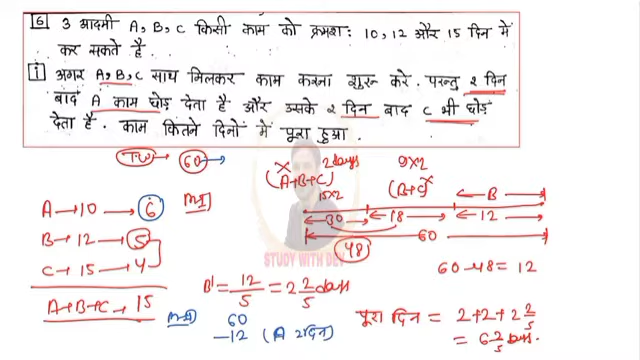 6 3 आदमी A, B, C किसी काम को क्रमशः 10, 12 और 15 दिन में
कर सकते है.
i अगर A, B, C साथ मिलकर काम करना शुरू करे. परन्तु 2 दिन
बाद A काम छोड़ देता है और उसके 2 दिन बाद C भी छोड़
देता है. काम कितने दिनों में पूरा हुआ.
TW → 60 →
2 days 9×2
(A+B+C) (B+C) ← B →
15×2
30 18 12
48 60
M-I
A → 10 → 6
B → 12 → 5
C → 15 → 4
A+B+C → 15
STUDY WITH DEV
60-48 = 12
B' = 12/5 = 2 2/5 days
M-II 60
-12 (A 2दिन)
पूरा दिन = 2+2+2 2/5
= 6 2/5 days.